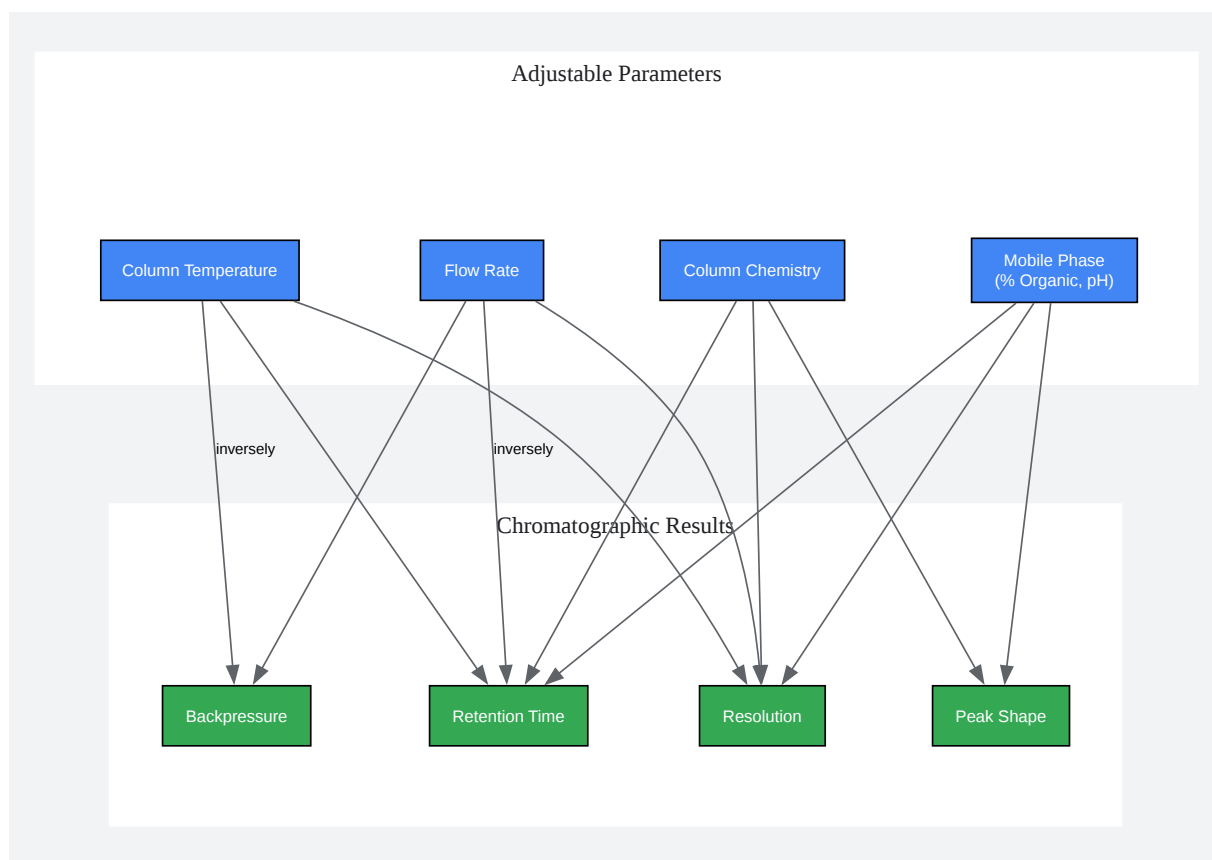 Adjustable Parameters
Column Temperature
Flow Rate
Column Chemistry
Mobile Phase
(% Organic, pH)
inversely
inversely
Chromatographic Results
Backpressure
Retention Time
Resolution
Peak Shape